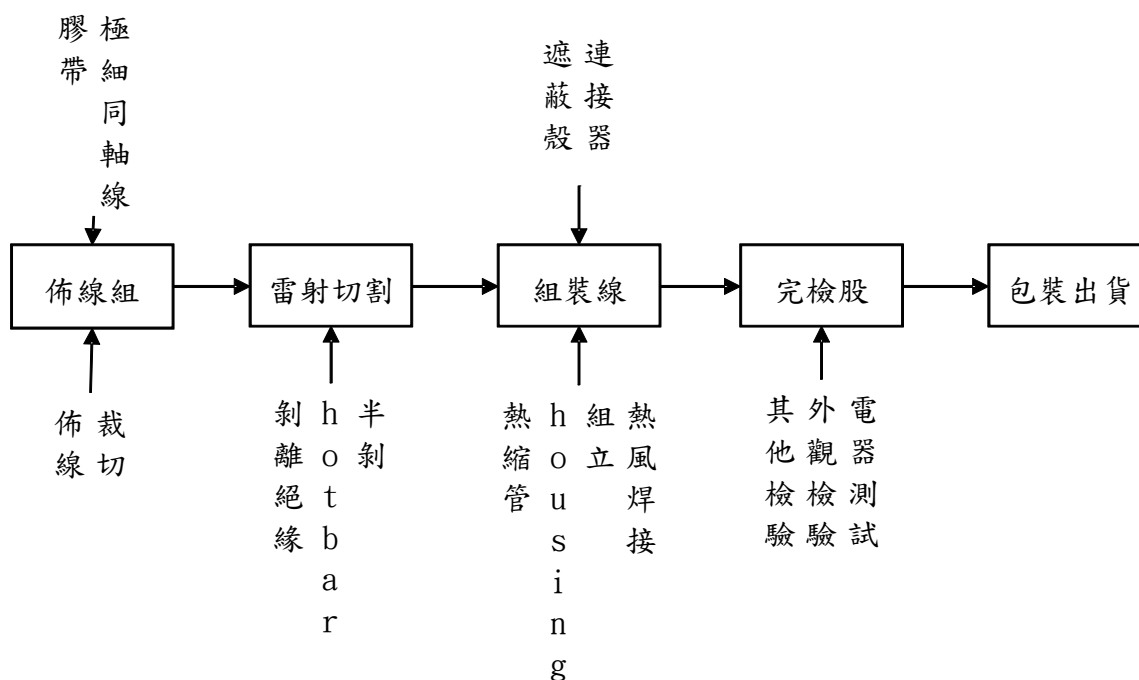 極細同軸線
膠帶
連接器
遮蔽殼
佈線組
雷射切割
組裝線
完檢股
包裝出貨
裁切
佈線
半剝
hotbar
剝離絕緣
熱風焊接
組立
housing
熱縮管
電器測試
外觀檢驗
其他檢驗